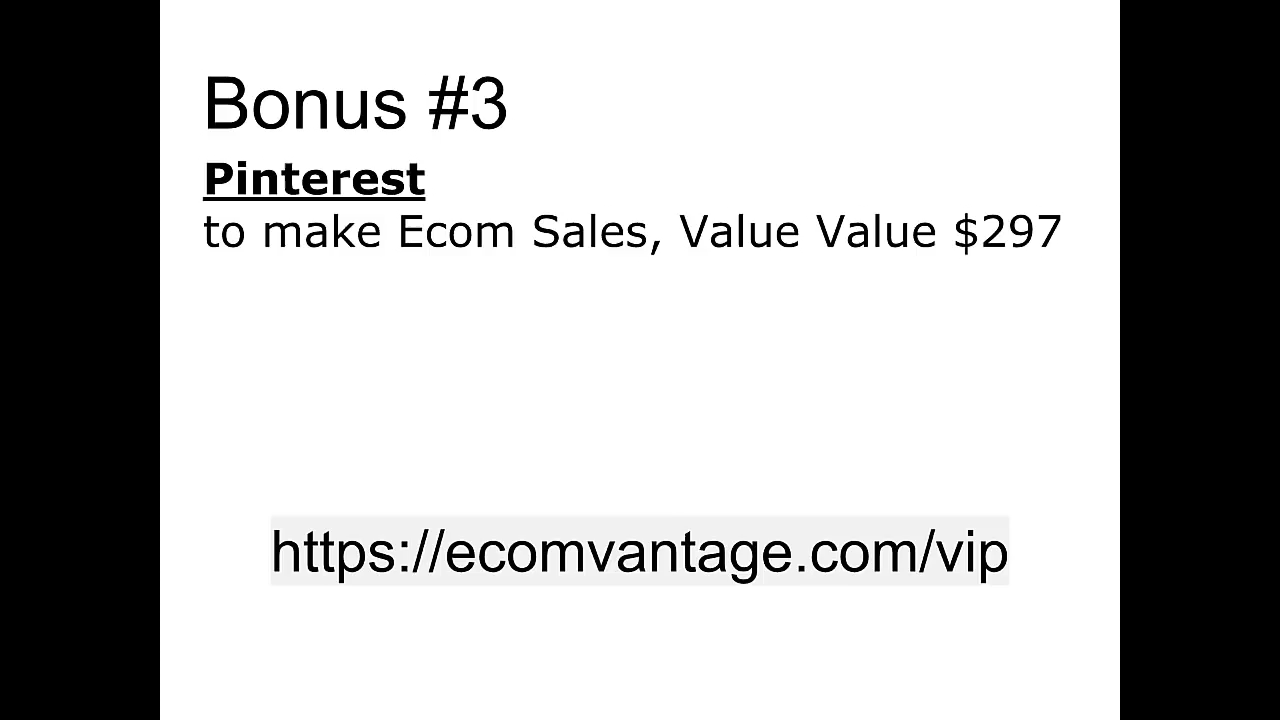 Bonus #3
Pinterest
to make Ecom Sales, Value Value $297
https://ecomvantage.com/vip